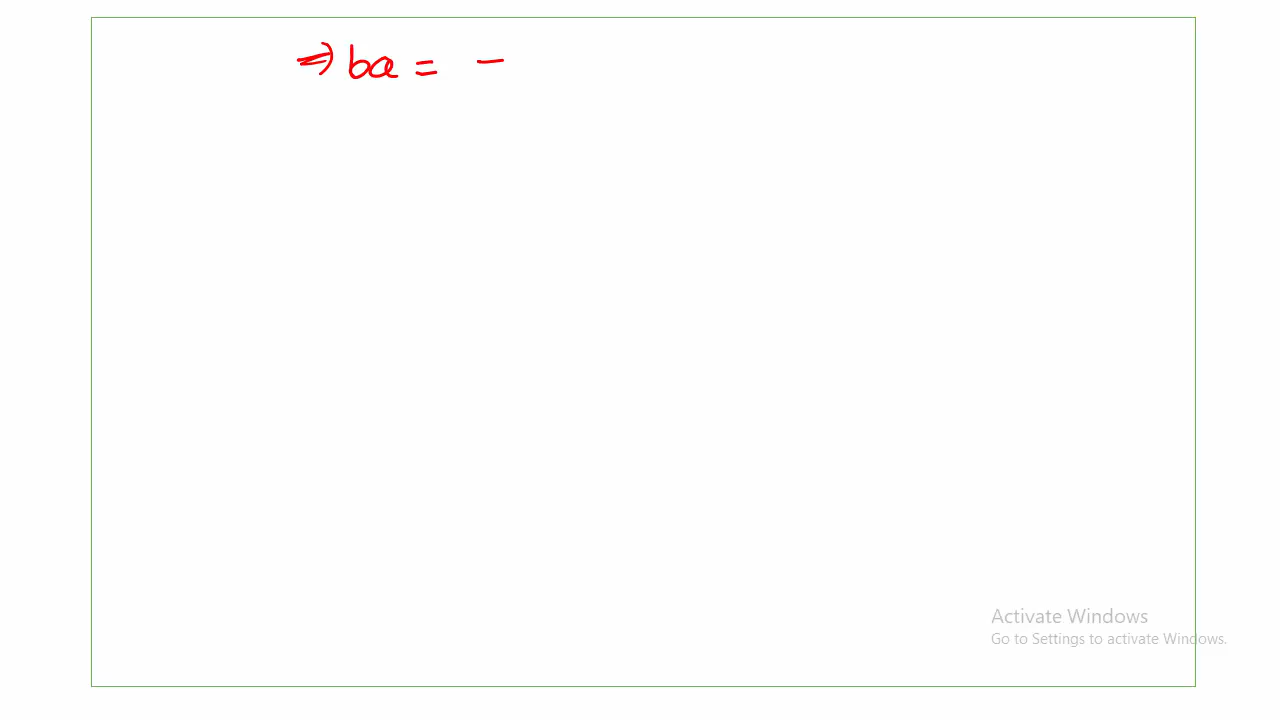 ⇒ ba = -
Activate Windows
Go to Settings to activate Windows.